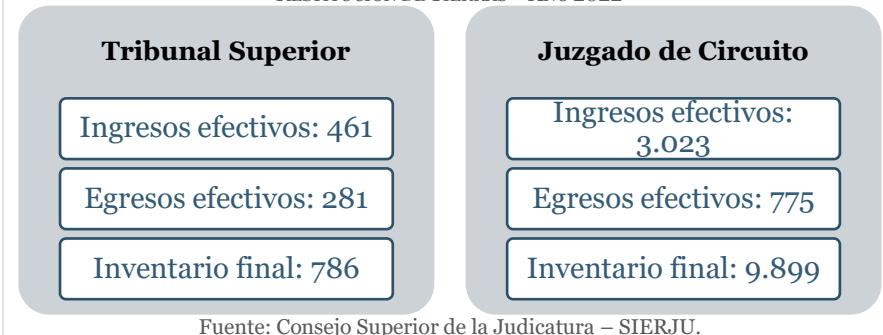 Tribunal Superior
Ingresos efectivos: 461
Egresos efectivos: 281
Inventario final: 786
Juzgado de Circuito
Ingresos efectivos:
3.023
Egresos efectivos: 775
Inventario final: 9.899
Fuente: Consejo Superior de la Judicatura – SIERJU.